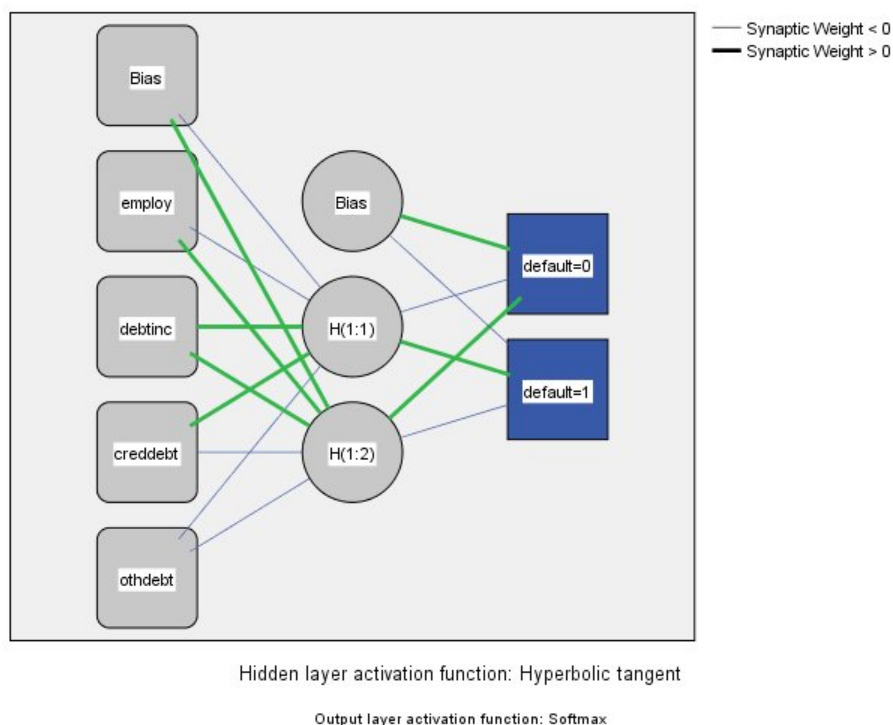 Synaptic Weight < 0
Synaptic Weight > 0
Bias
employ
debtinc
creddebt
othdebt
Bias
H(1:1)
H(1:2)
default=0
default=1
Hidden layer activation function: Hyperbolic tangent
Output layer activation function: Softmax